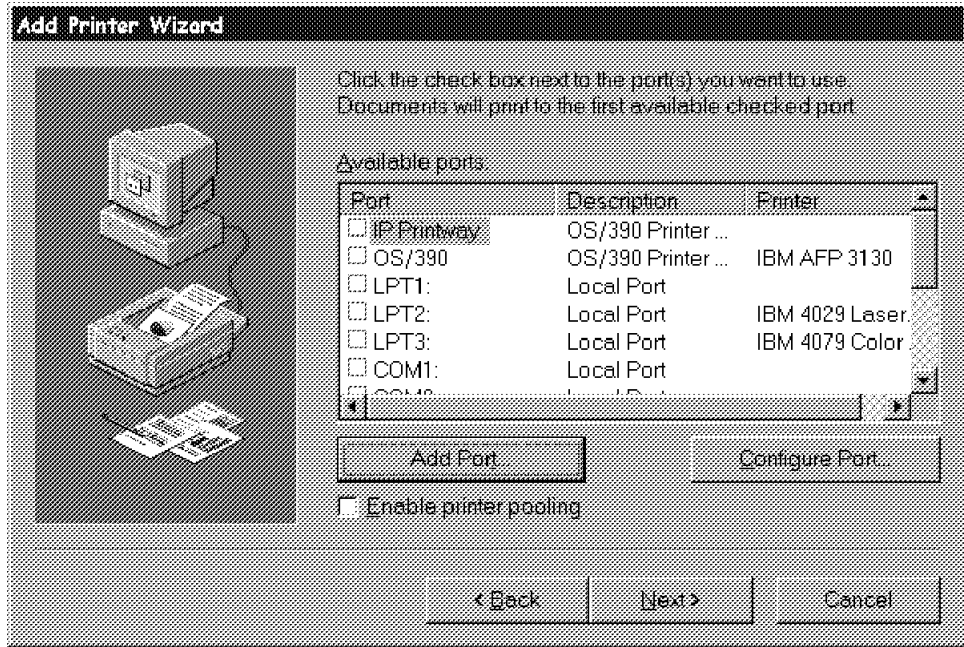 Add Printer Wizard
Click the check box next to the port(s) you want to use.
Documents will print to the first available checked port.
Available ports:
Port Description Printer
IP Printway OS/390 Printer ...
OS/390 OS/390 Printer ... IBM AFP 3130
LPT1: Local Port
LPT2: Local Port IBM 4029 Laser.
LPT3: Local Port IBM 4079 Color .
COM1: Local Port
Add Port... Configure Port...
Enable printer pooling
< Back Next > Cancel